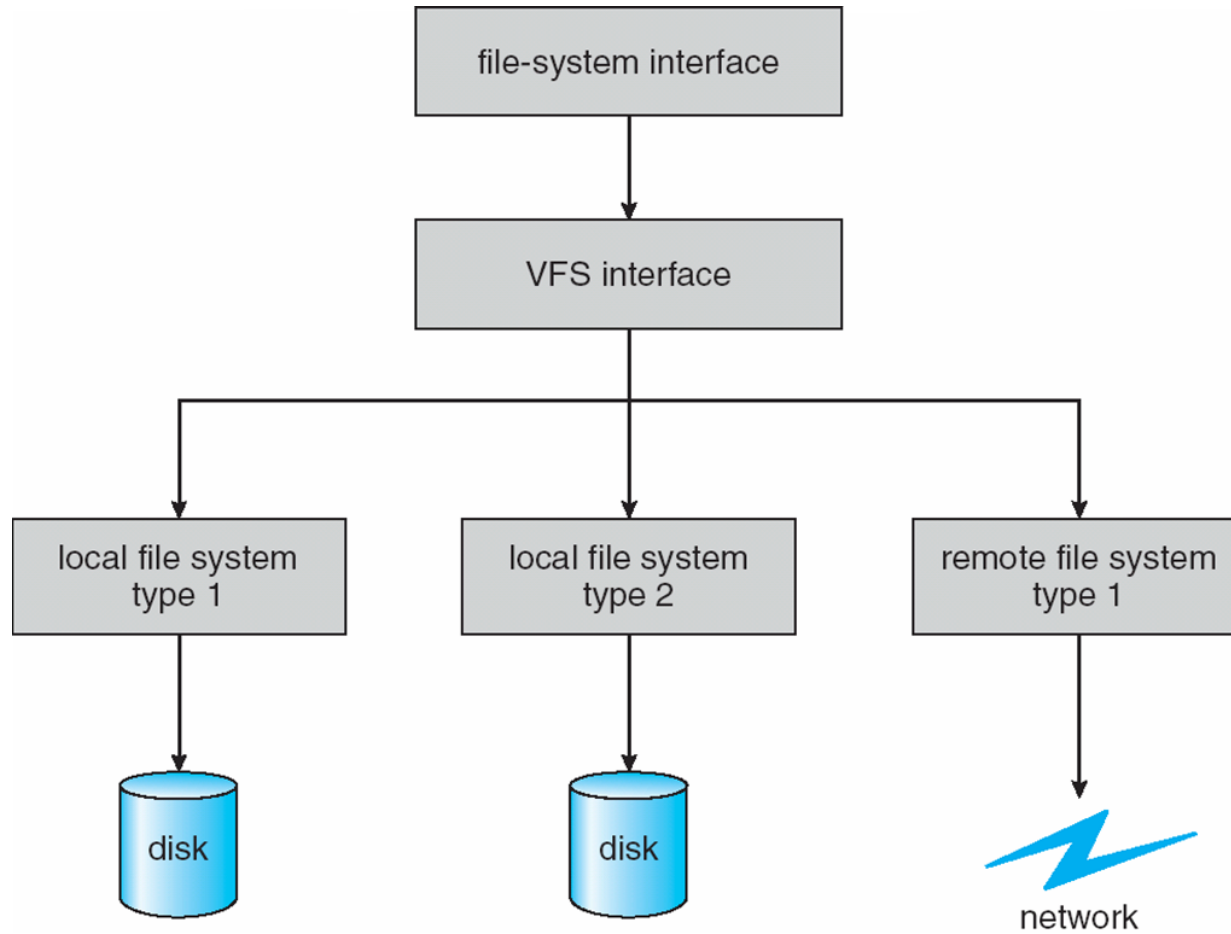 file-system interface
VFS interface
local file system
type 1
local file system
type 2
remote file system
type 1
disk
disk
network